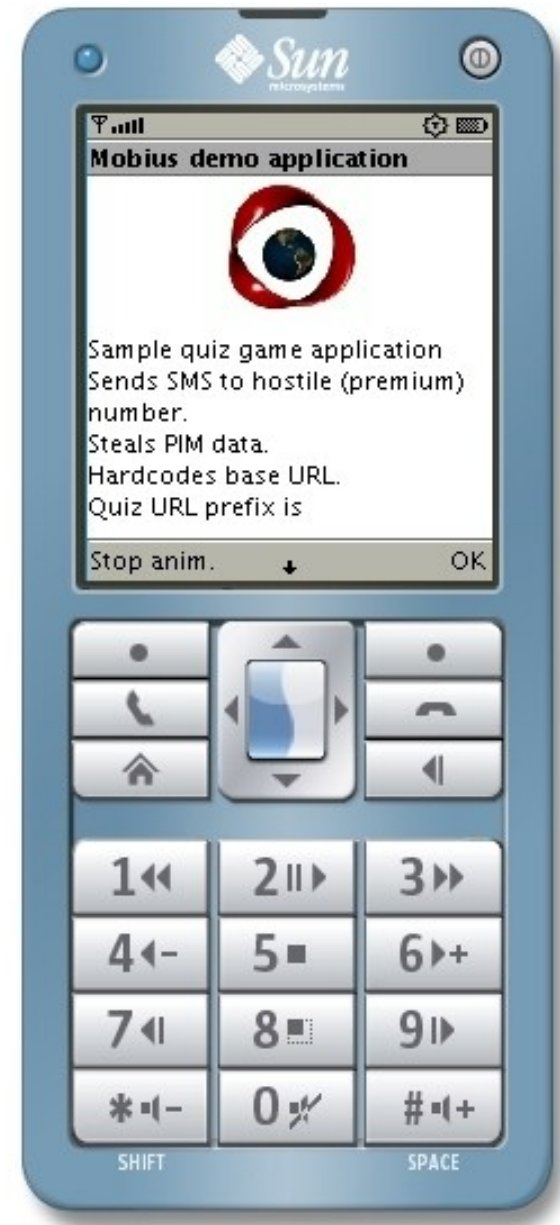 Sun
microsystems
Mobius demo application
Sample quiz game application
Sends SMS to hostile (premium)
number.
Steals PIM data.
Hardcodes base URL.
Quiz URL prefix is
Stop anim. OK
1 2 3
4 - 5 6 +
7 8 9
* - 0 # +
SHIFT SPACE